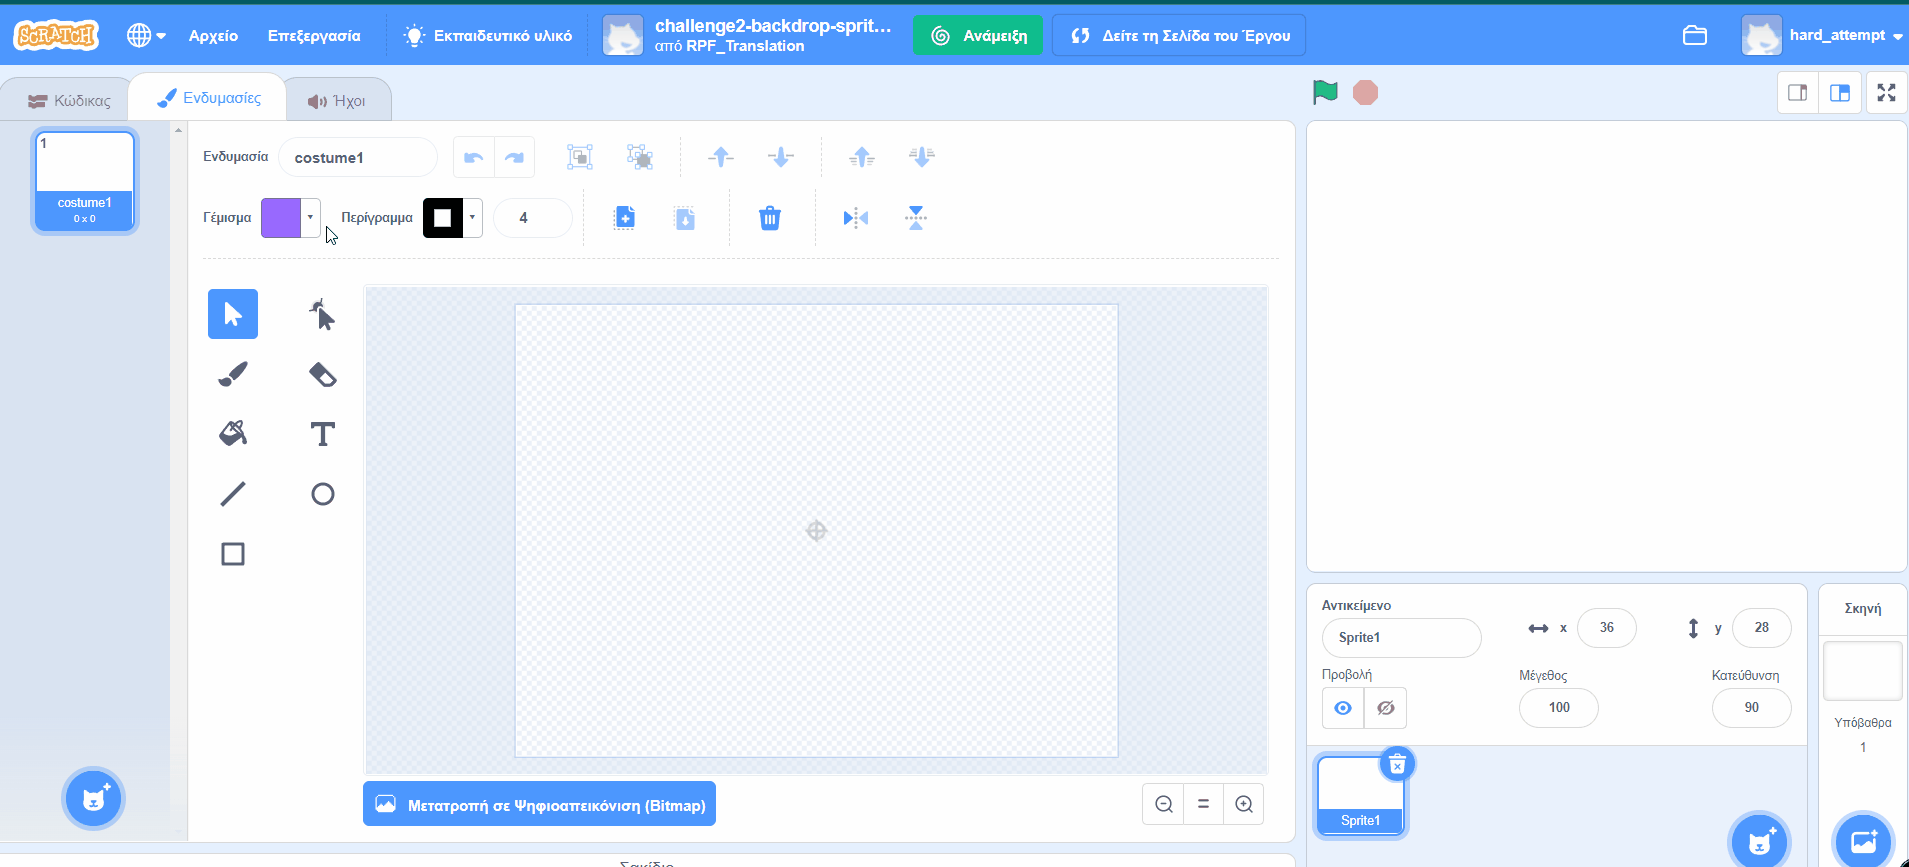 SCRATCH
Αρχείο
Επεξεργασία
Εκπαιδευτικό υλικό
challenge2-backdrop-sprit...
από RPF_Translation
Ανάμειξη
Δείτε τη Σελίδα του Έργου
hard_attempt
Κώδικας
Ενδυμασίες
Ήχοι
1
costume1
0 x 0
Ενδυμασία
costume1
Γέμισμα
Περίγραμμα
4
Μετατροπή σε Ψηφιοαπεικόνιση (Bitmap)
Αντικείμενο
Sprite1
x
36
y
28
Προβολή
Μέγεθος
100
Κατεύθυνση
90
Sprite1
Σκηνή
Υπόβαθρα
1